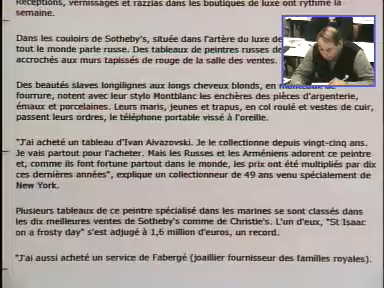 Réceptions, vernissages et razzias dans les boutiques de luxe ont rythmé la
semaine.
Dans les couloirs de Sotheby's, située dans l'artère du luxe de
tout le monde parle russe. Des tableaux de peintres russes de
accrochés aux murs tapissés de rouge de la salle des ventes.
Des beautés slaves longilignes aux longs cheveux blonds, en
fourrure, notent avec leur stylo Montblanc les enchères des pièces d'argenterie,
émaux et porcelaines. Leurs maris, jeunes et trapus, en col roulé et vestes de cuir,
passent leurs ordres, le téléphone portable vissé à l'oreille.
"J'ai acheté un tableau d'Ivan Aivazovski. Je le collectionne depuis vingt-cinq ans.
Je vais partout pour l'acheter. Mais les Russes et les Arméniens adorent ce peintre
et, comme ils font fortune partout dans le monde, les prix ont été multipliés par dix
ces dernières années", explique un collectionneur de 49 ans venu spécialement de
New York.
Plusieurs tableaux de ce peintre spécialisé dans les marines se sont classés dans
les dix meilleures ventes de Sotheby's comme de Christie's. L'un d'eux, "St Isaac
on a frosty day" s'est adjugé à 1,6 million d'euros, un record.
"J'ai aussi acheté un service de Fabergé (joaillier fournisseur des familles royales).